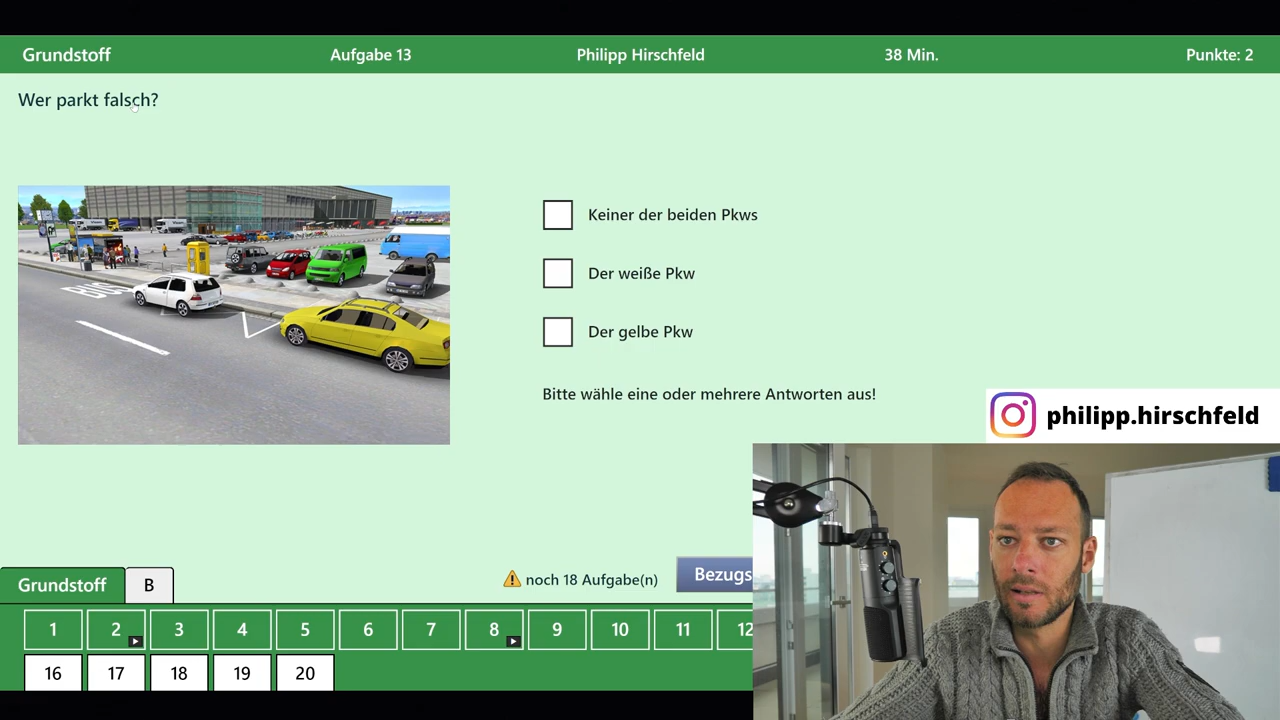 Grundstoff
Aufgabe 13
Philipp Hirschfeld
38 Min.
Punkte: 2
Wer parkt falsch?
BUS
Keiner der beiden Pkws
Der weiße Pkw
Der gelbe Pkw
Bitte wähle eine oder mehrere Antworten aus!
philipp.hirschfeld
Grundstoff
B
noch 18 Aufgabe(n)
Bezugs
1 2 3 4 5 6 7 8 9 10 11 12
16 17 18 19 20